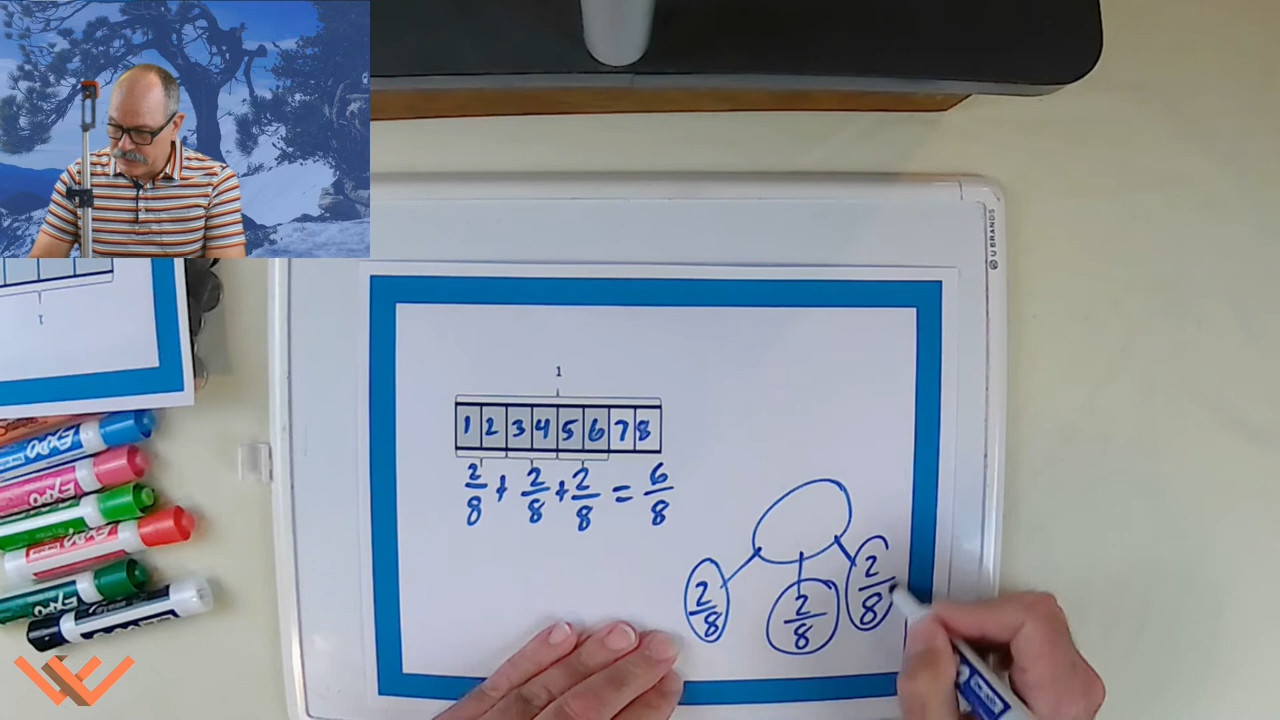 U BRANDS
1
1 2 3 4 5 6 7 8
2/8 + 2/8 + 2/8 = 6/8
2/8 2/8 2/8
EXPO
EXPO
EXPO
EXPO
EXPO
EXPO